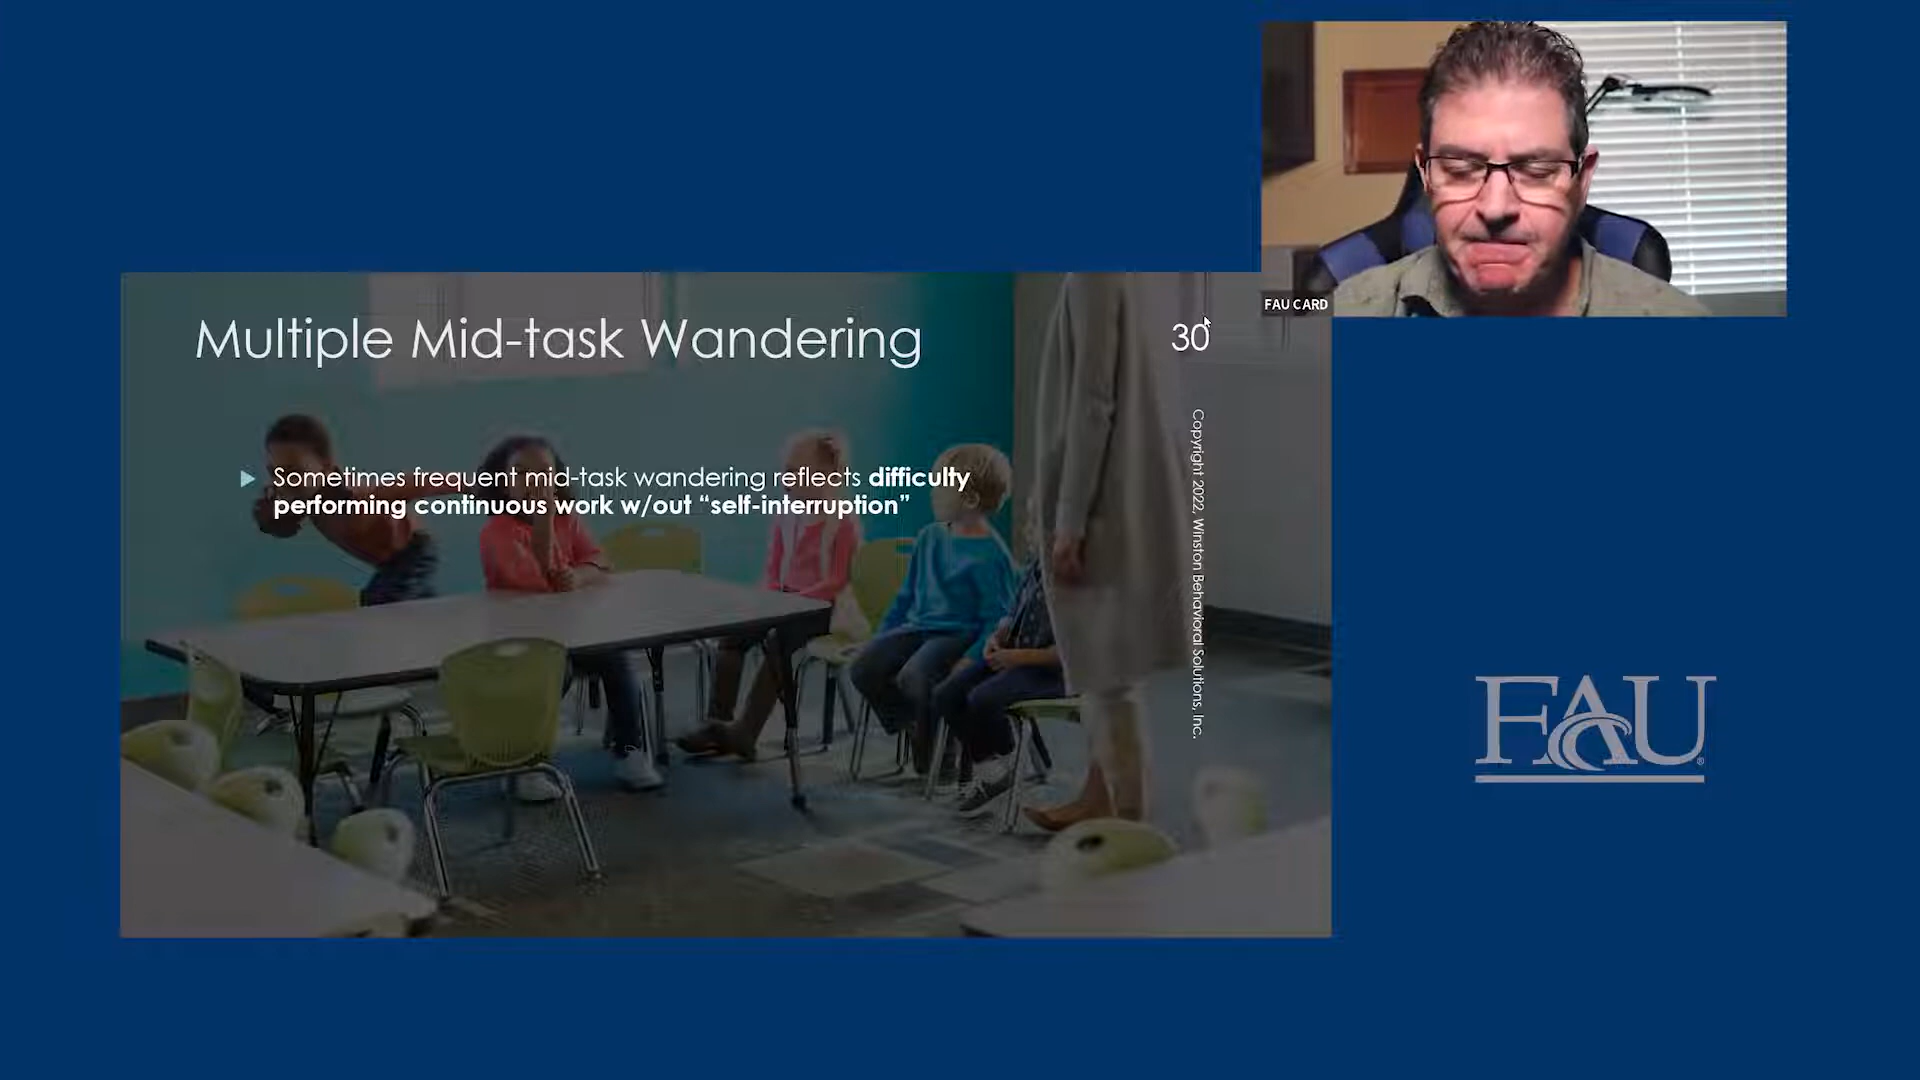 FAU CARD
Multiple Mid-task Wandering
30
Sometimes frequent mid-task wandering reflects difficulty
performing continuous work w/out “self-interruption”
Copyright 2022, Winston Behavioral Solutions, Inc.
FAU®